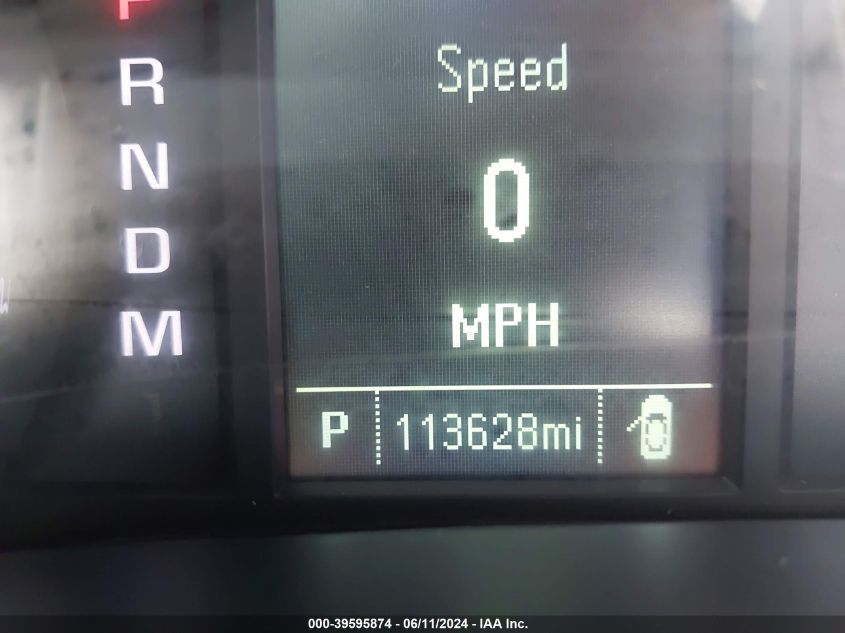 P
R
N
D
M
Speed
0
MPH
P 113628mi
000-39595874 - 06/11/2024 - IAA Inc.